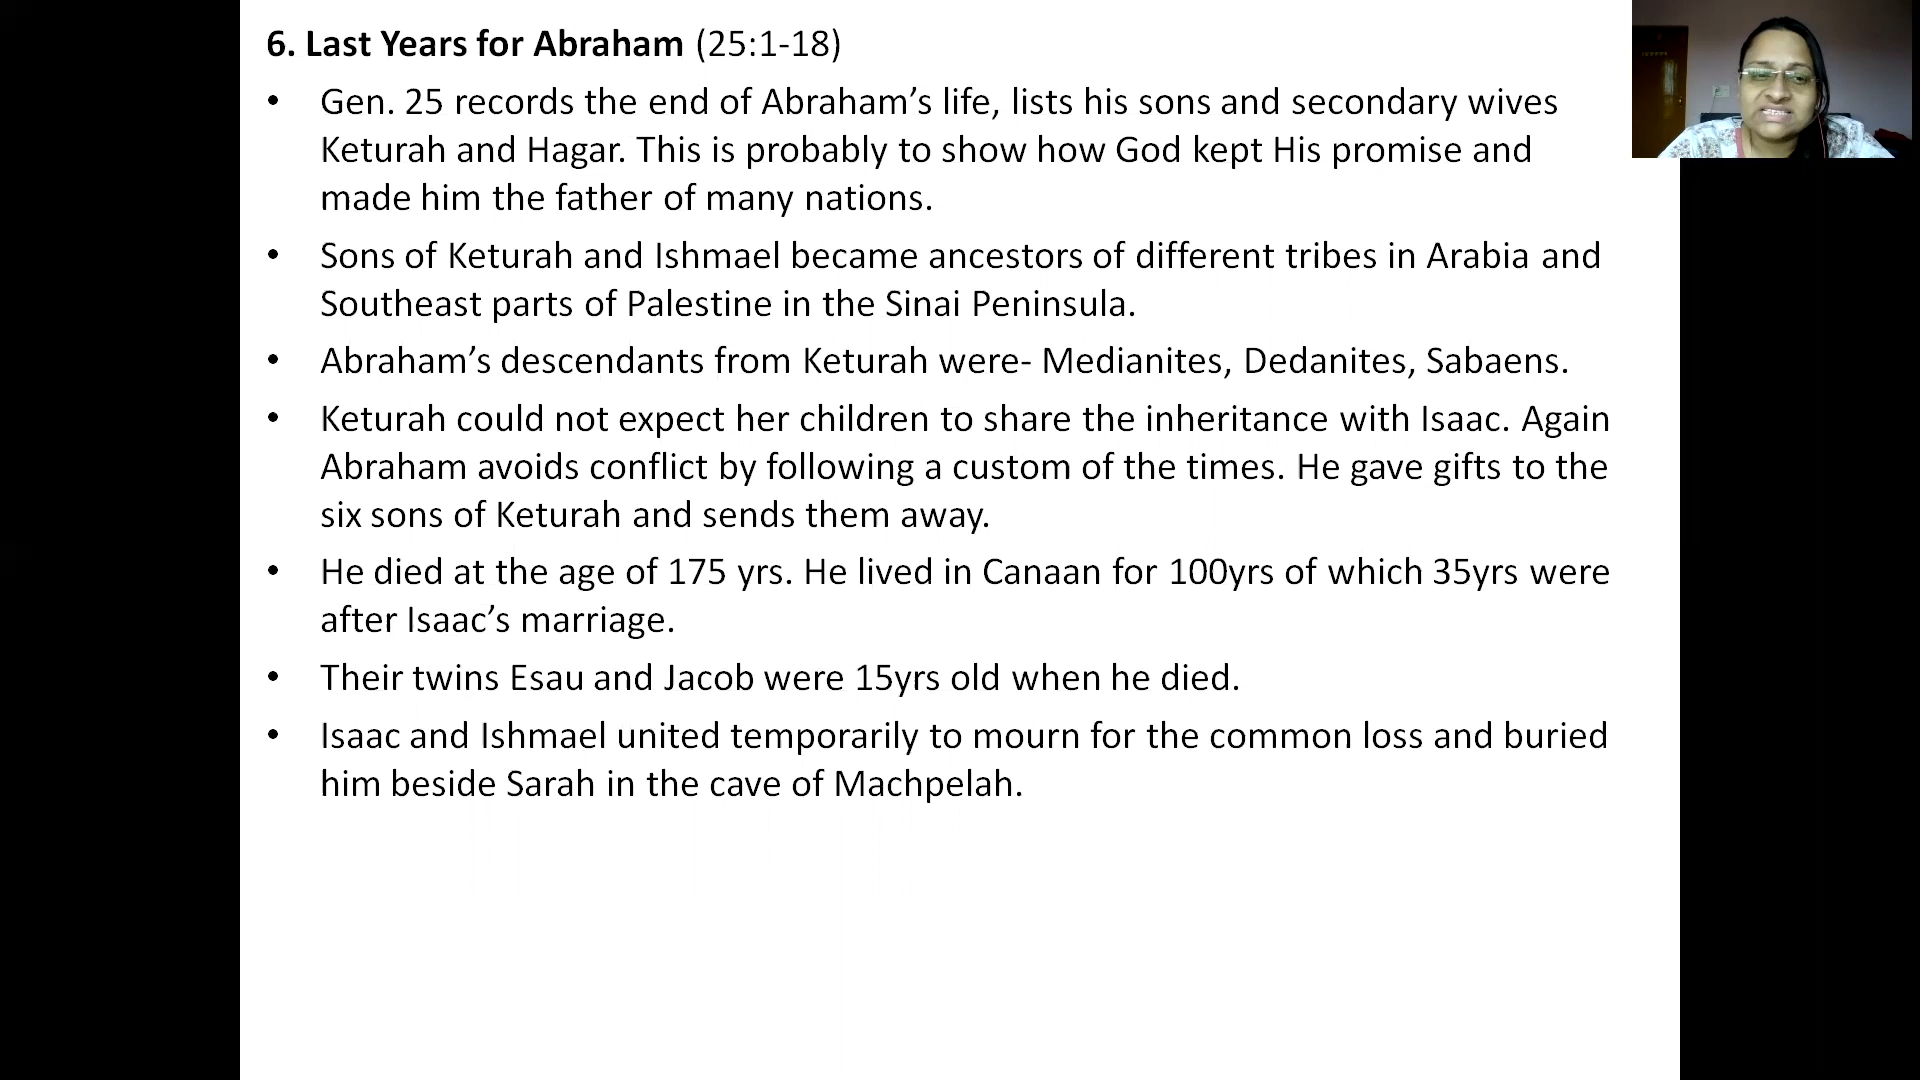 6. Last Years for Abraham (25:1-18)
• Gen. 25 records the end of Abraham’s life, lists his sons and secondary wives
Keturah and Hagar. This is probably to show how God kept His promise and
made him the father of many nations.
• Sons of Keturah and Ishmael became ancestors of different tribes in Arabia and
Southeast parts of Palestine in the Sinai Peninsula.
• Abraham’s descendants from Keturah were- Medianites, Dedanites, Sabaens.
• Keturah could not expect her children to share the inheritance with Isaac. Again
Abraham avoids conflict by following a custom of the times. He gave gifts to the
six sons of Keturah and sends them away.
• He died at the age of 175 yrs. He lived in Canaan for 100yrs of which 35yrs were
after Isaac’s marriage.
• Their twins Esau and Jacob were 15yrs old when he died.
• Isaac and Ishmael united temporarily to mourn for the common loss and buried
him beside Sarah in the cave of Machpelah.